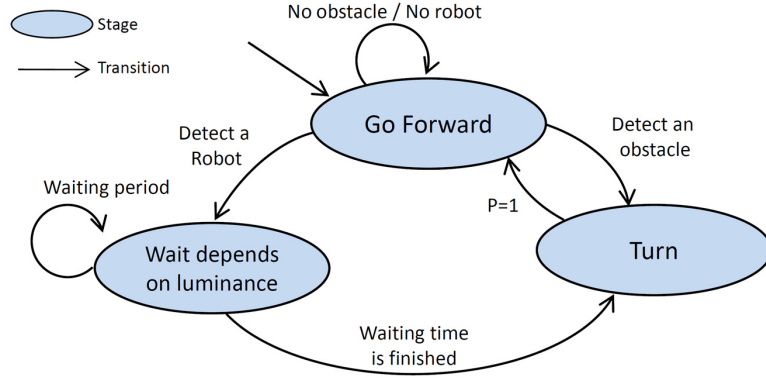 Stage
Transition
No obstacle / No robot
Go Forward
Detect a
Robot
Detect an
obstacle
P=1
Waiting period
Wait depends
on luminance
Turn
Waiting time
is finished